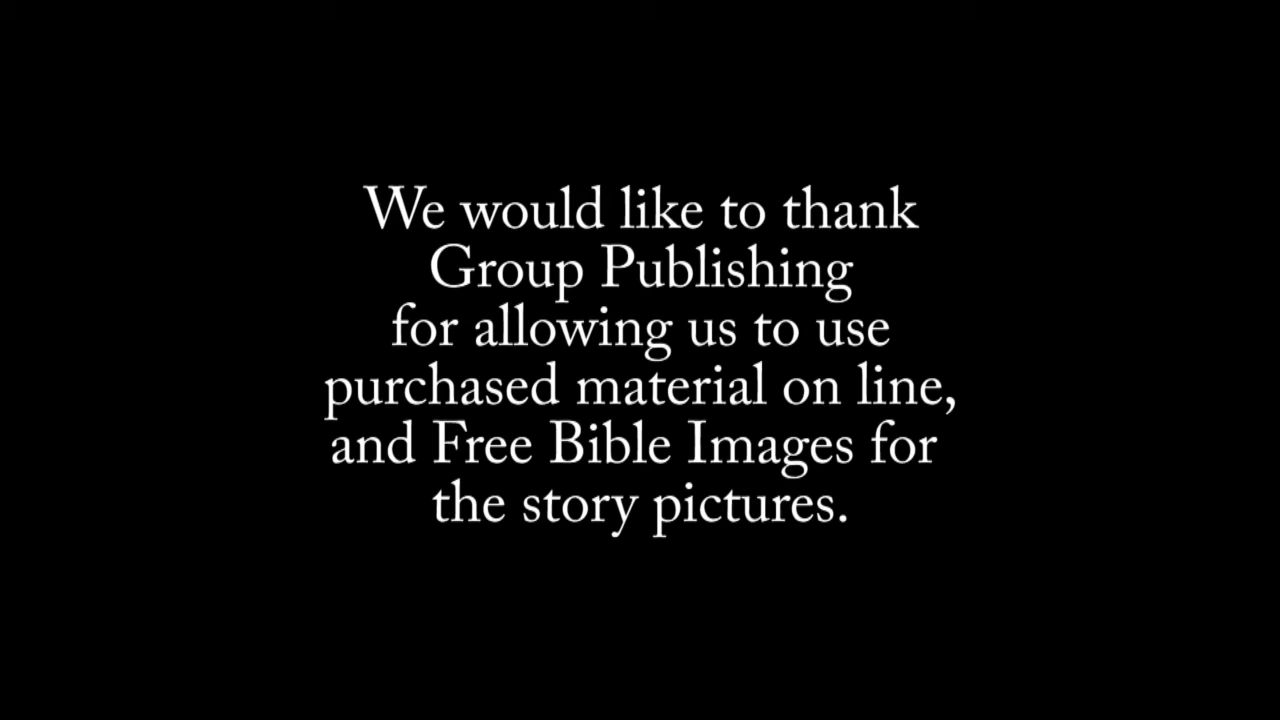 We would like to thank
Group Publishing
for allowing us to use
purchased material on line,
and Free Bible Images for
the story pictures.